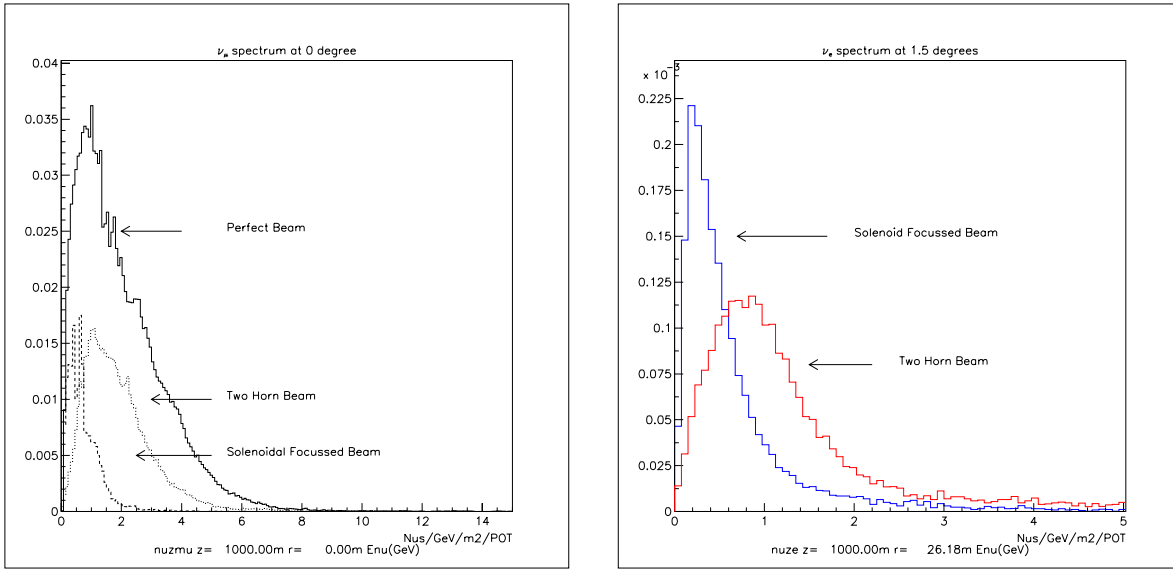 ν_μ spectrum at 0 degree
0.04
0.035
0.03
0.025
0.02
0.015
0.01
0.005
0
Perfect Beam
Two Horn Beam
Solenoidal Focussed Beam
0 2 4 6 8 10 12 14
Nus/GeV/m2/POT
nuzmu z= 1000.00m r= 0.00m Enu(GeV)
ν_e spectrum at 1.5 degrees
x 10^-3
0.225
0.2
0.175
0.15
0.125
0.1
0.075
0.05
0.025
0
Solenoid Focussed Beam
Two Horn Beam
0 1 2 3 4 5
Nus/GeV/m2/POT
nuze z= 1000.00m r= 26.18m Enu(GeV)